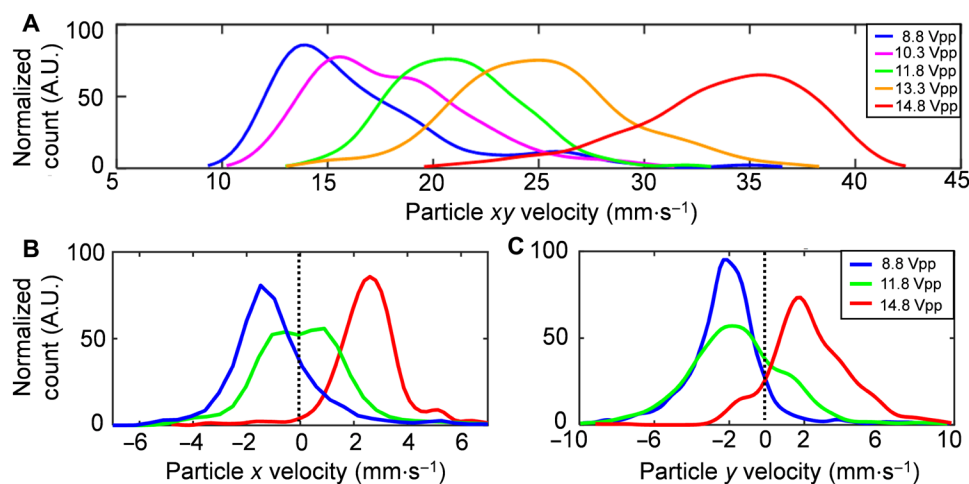 A
Normalized
count (A.U.)
100
50
0
5
10
15
20
25
30
35
40
45
Particle xy velocity (mm·s⁻¹)
8.8 Vpp
10.3 Vpp
11.8 Vpp
13.3 Vpp
14.8 Vpp
B
Normalized
count (A.U.)
100
50
0
−6
−4
−2
0
2
4
6
Particle x velocity (mm·s⁻¹)
C
100
50
0
−10
−6
−2
0
2
6
10
Particle y velocity (mm·s⁻¹)
8.8 Vpp
11.8 Vpp
14.8 Vpp